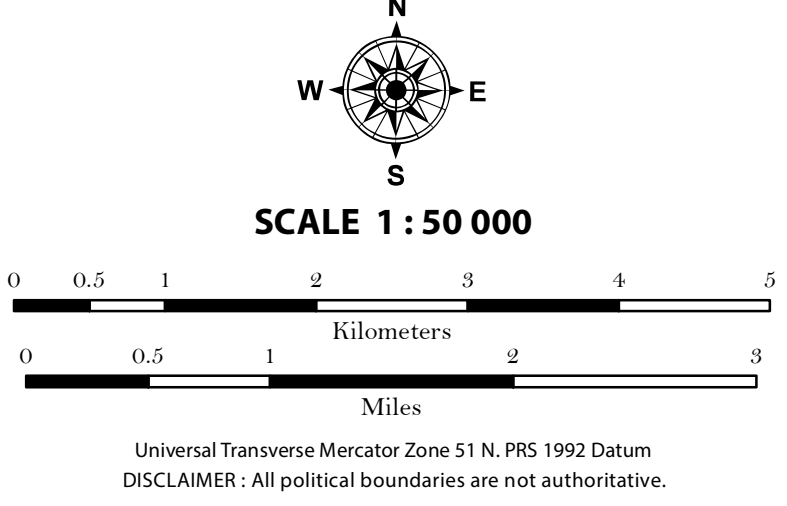 N
W E
S
SCALE 1 : 50 000
0 0.5 1 2 3 4 5
Kilometers
0 0.5 1 2 3
Miles
Universal Transverse Mercator Zone 51 N. PRS 1992 Datum
DISCLAIMER : All political boundaries are not authoritative.